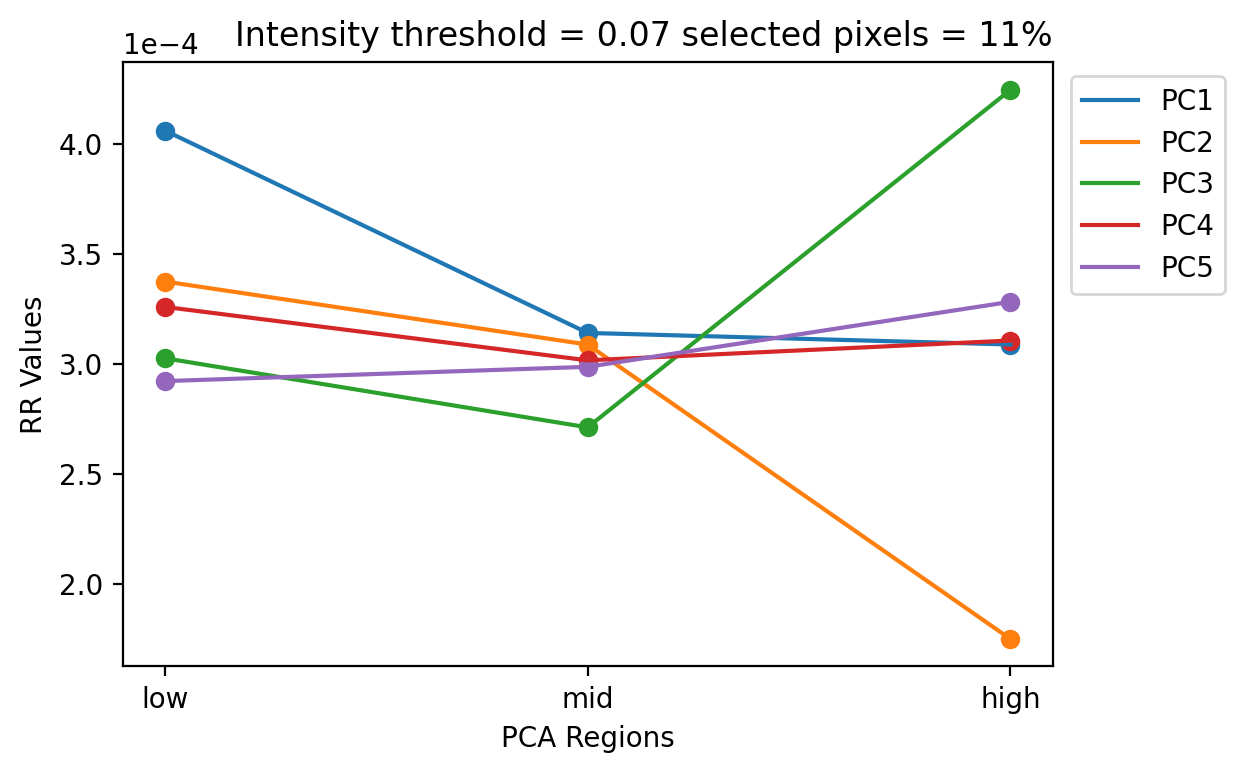 Intensity threshold = 0.07 selected pixels = 11%
1e−4
4.0
3.5
3.0
2.5
2.0
RR Values
low
mid
high
PCA Regions
PC1
PC2
PC3
PC4
PC5